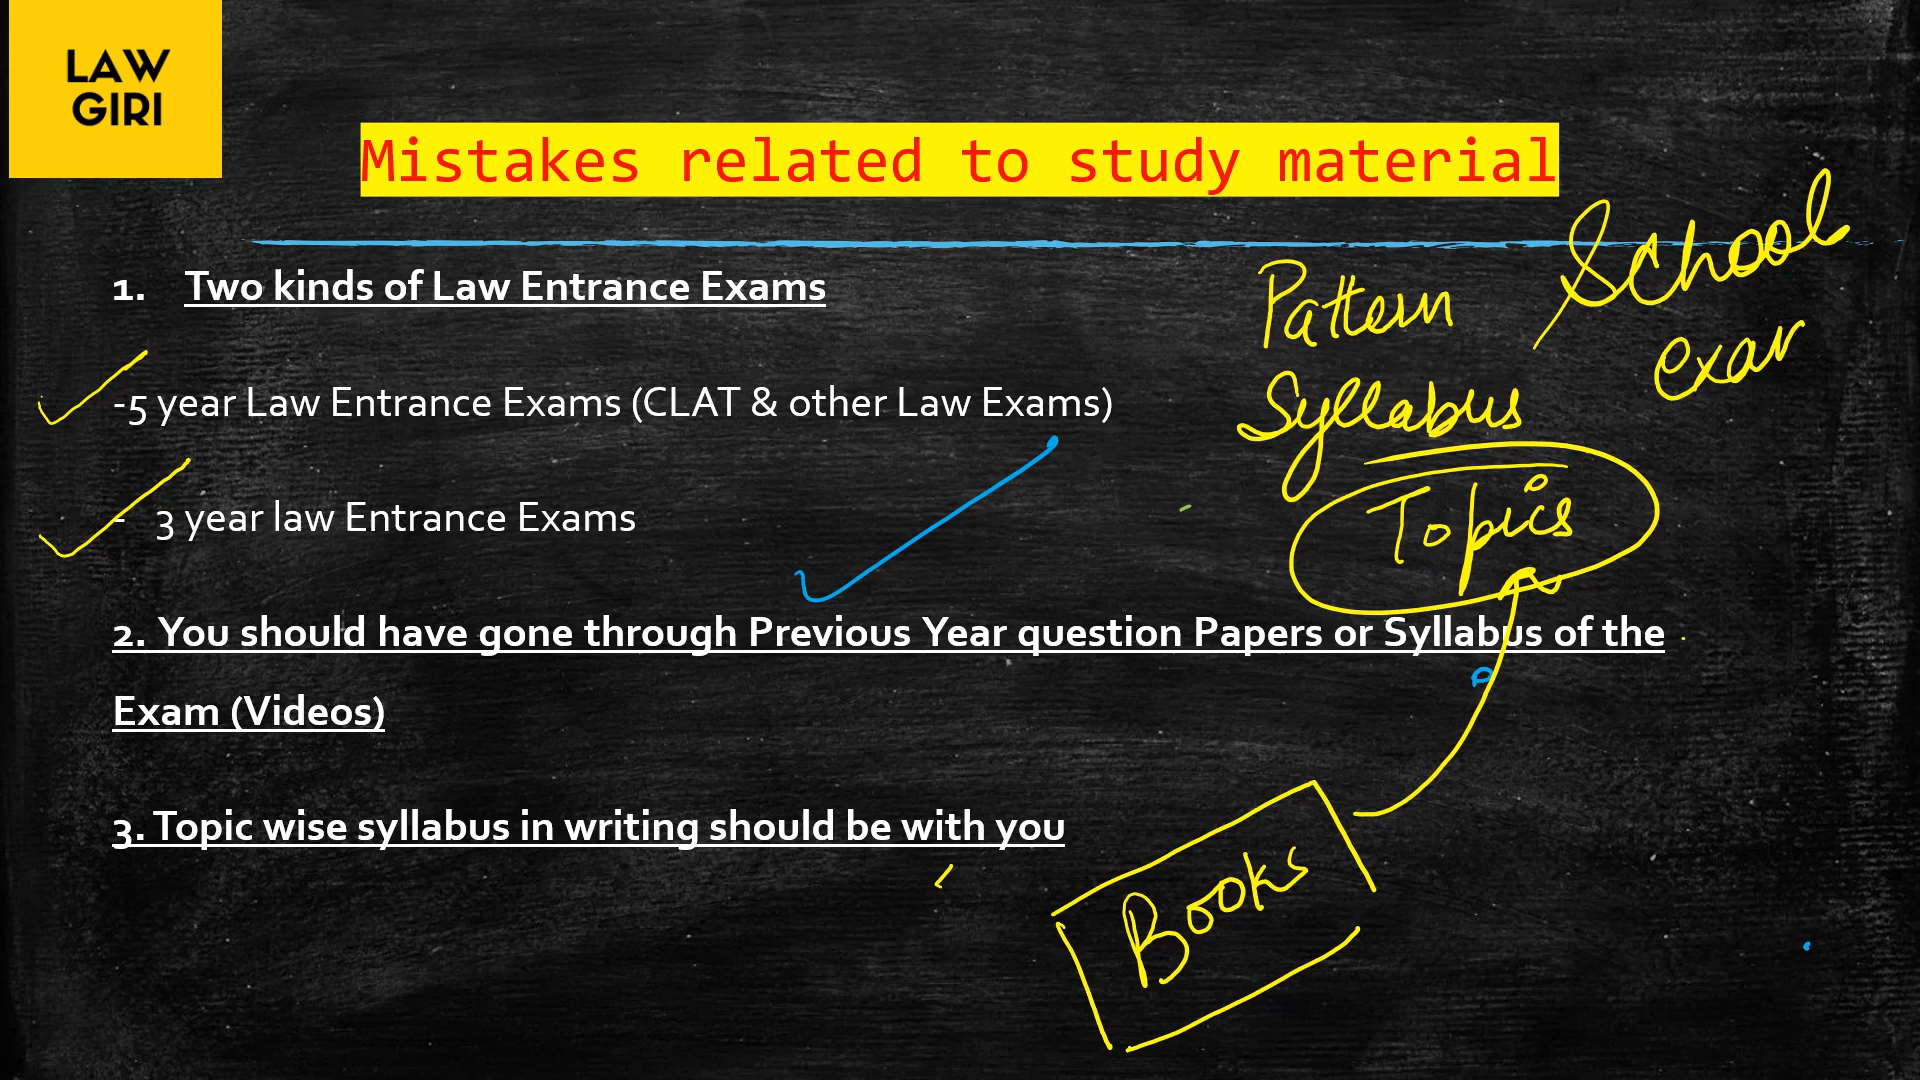 LAW
GIRI
Mistakes related to study material
1. Two kinds of Law Entrance Exams
-5 year Law Entrance Exams (CLAT & other Law Exams)
- 3 year law Entrance Exams
2. You should have gone through Previous Year question Papers or Syllabus of the
Exam (Videos)
3. Topic wise syllabus in writing should be with you
Pattern
Syllabus
Topics
School
exam
Books